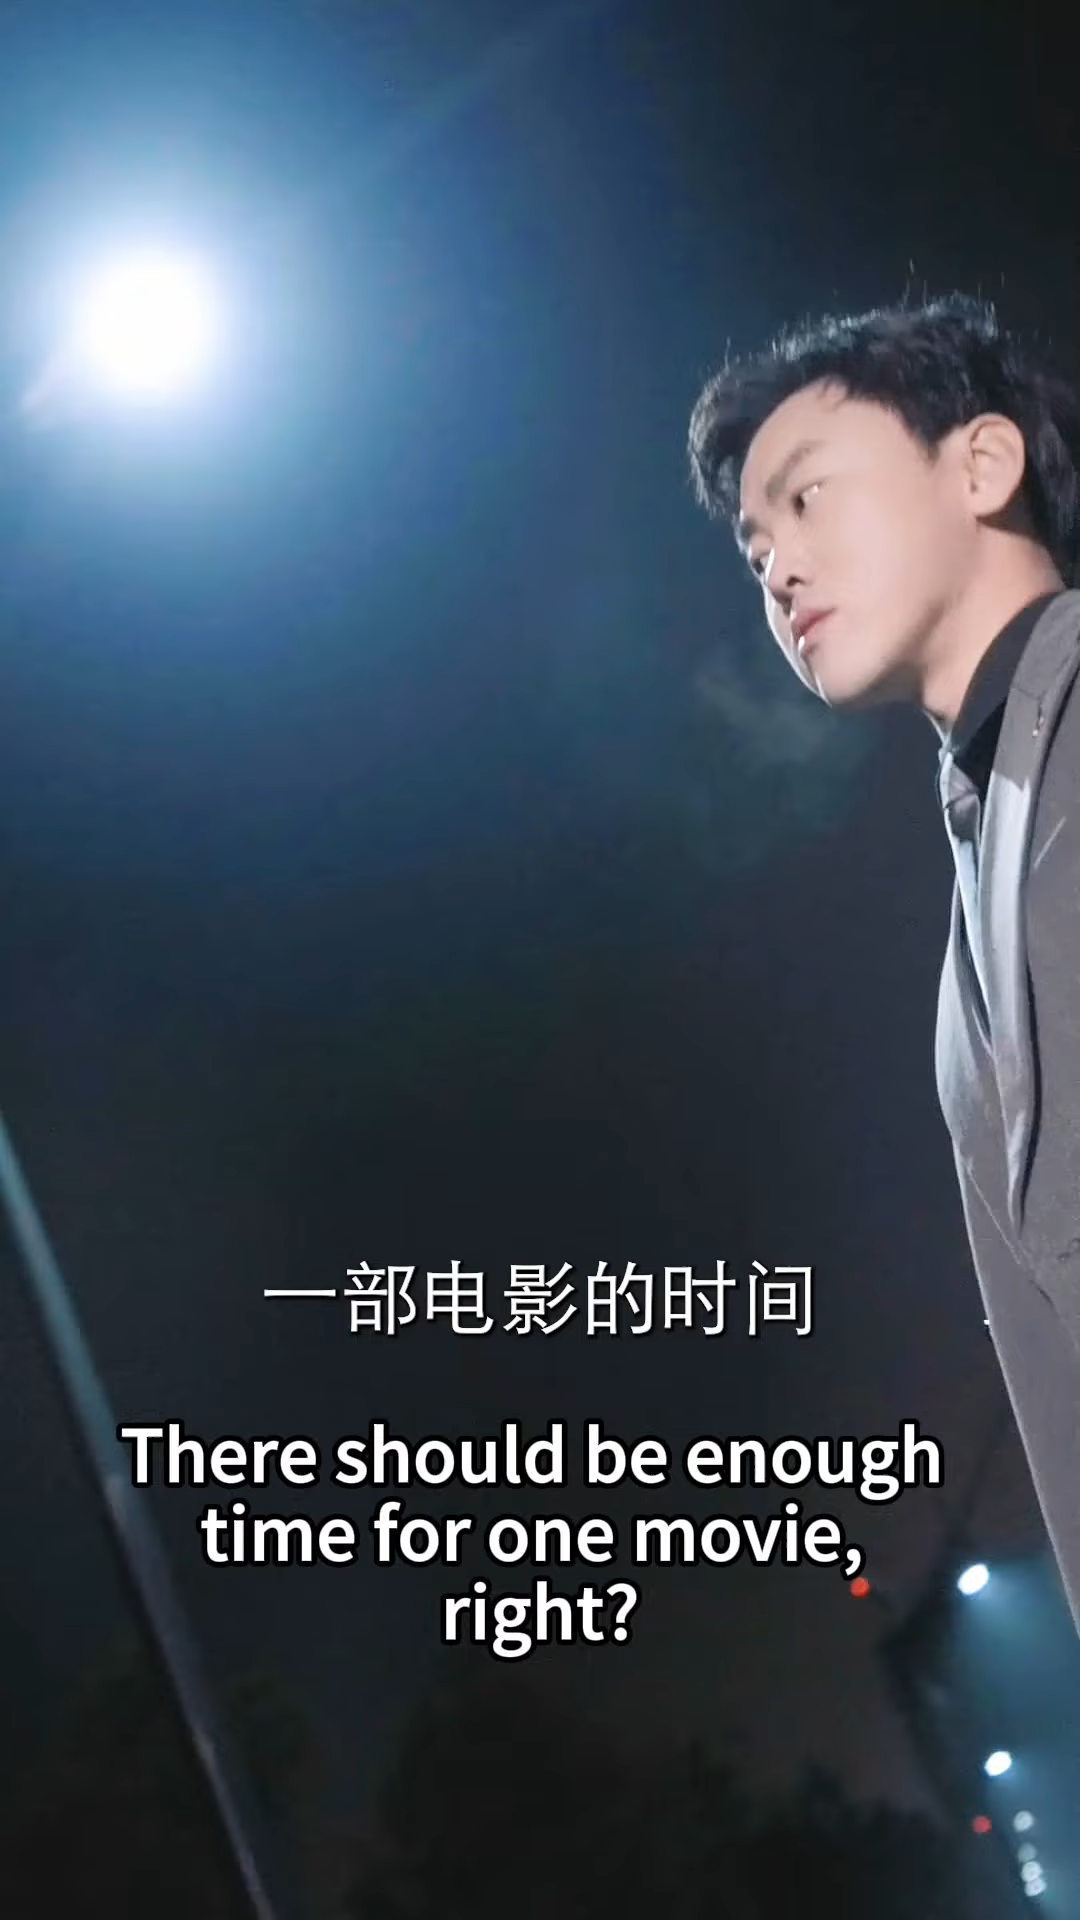 一部电影的时间
There should be enough
time for one movie,
right?